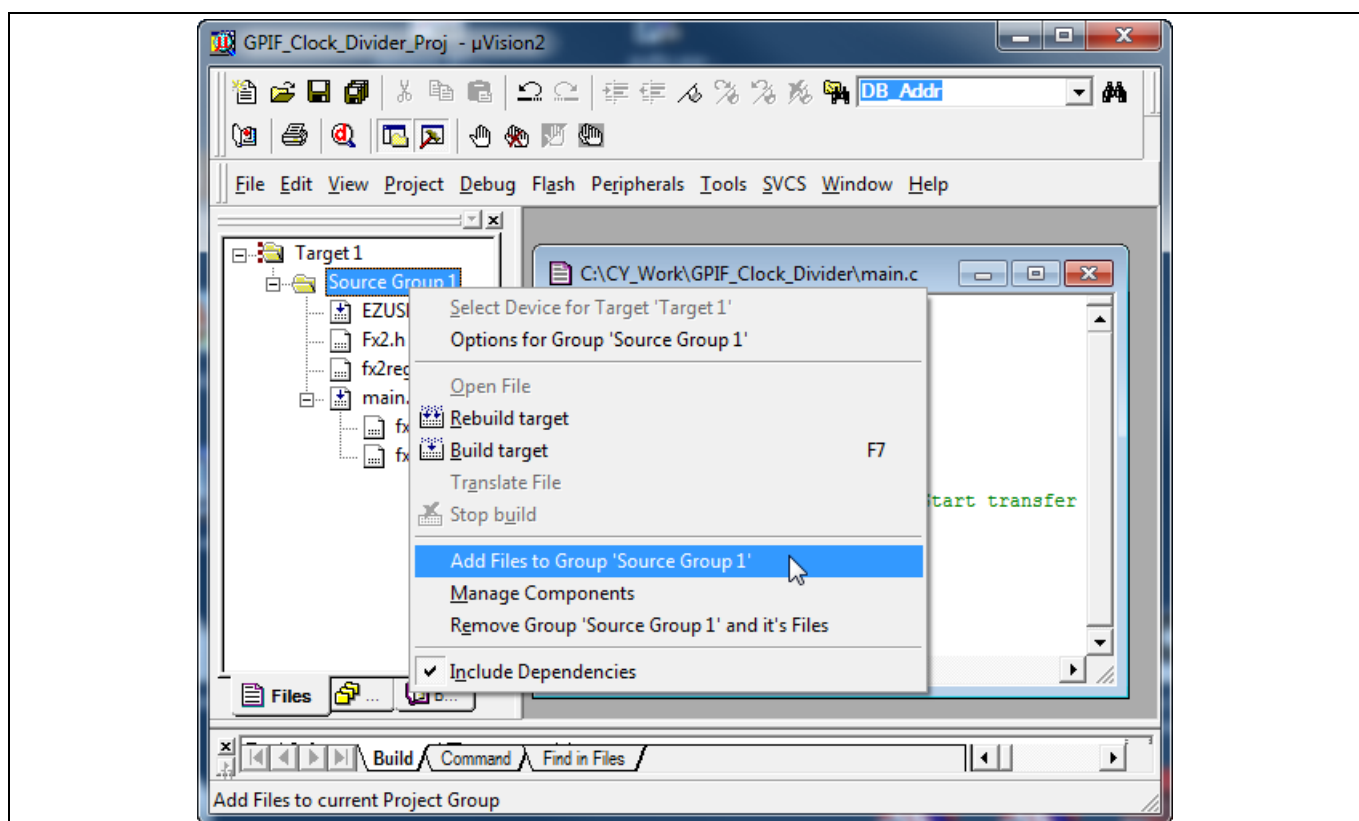 GPIF_Clock_Divider_Proj - µVision2
DB_Addr
File Edit View Project Debug Flash Peripherals Tools SVCS Window Help
Target 1
Source Group 1
C:\CY_Work\GPIF_Clock_Divider\main.c
Select Device for Target 'Target 1'
Fx2.h
Options for Group 'Source Group 1'
Open File
Rebuild target
Build target F7
Translate File
Stop build
transfer
Add Files to Group 'Source Group 1'
Manage Components
Remove Group 'Source Group 1' and it's Files
Include Dependencies
Files
Build Command Find in Files
Add Files to current Project Group